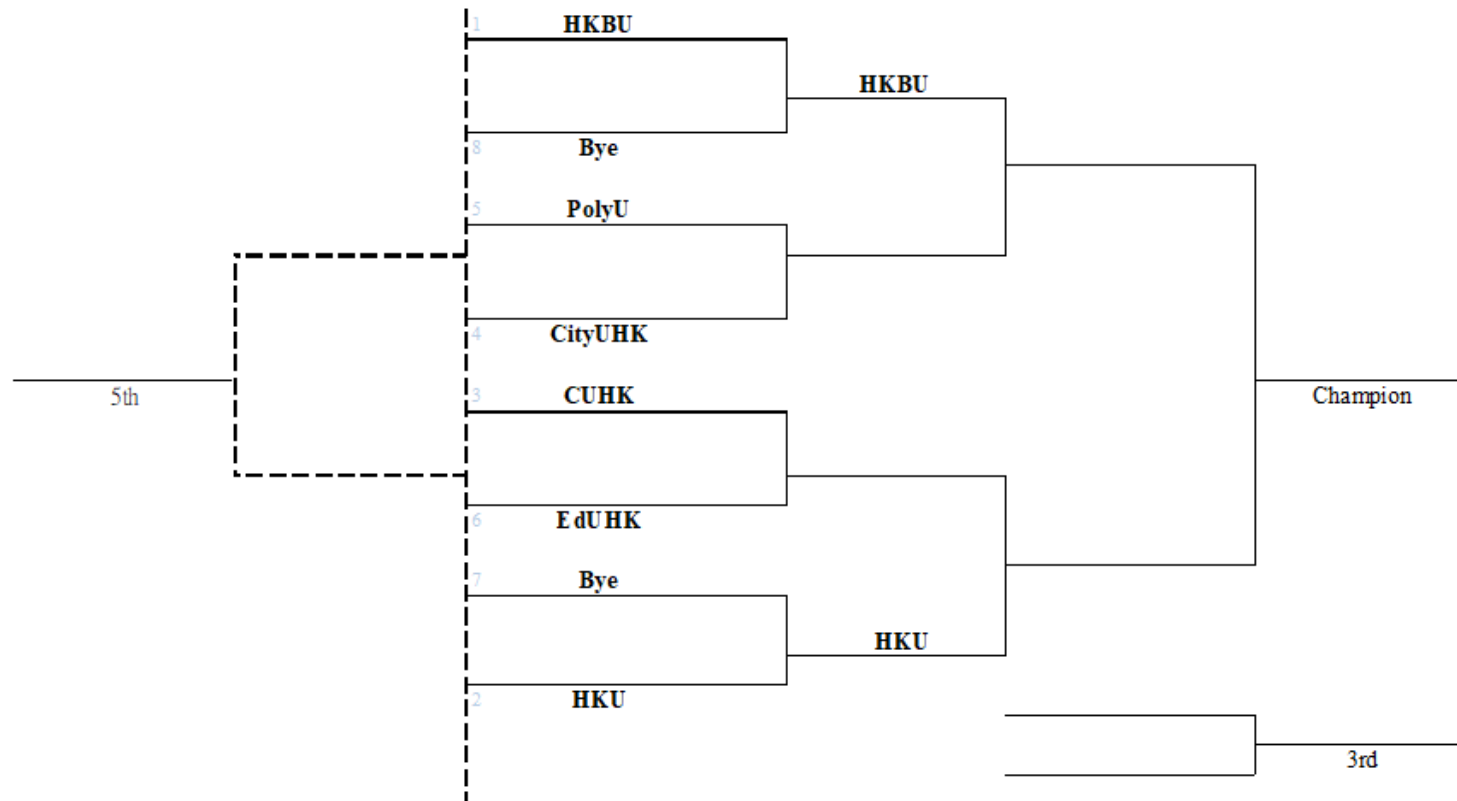 1
HKBU
HKBU
8
Bye
5
PolyU
4
CityUHK
5th
3
CUHK
Champion
6
EdUHK
7
Bye
HKU
2
HKU
3rd